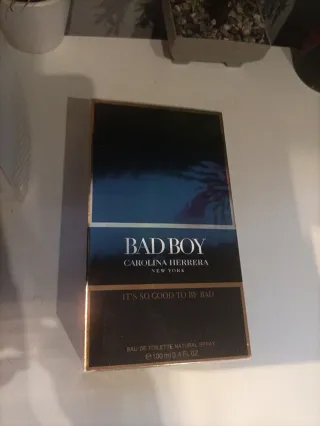 BAD BOY
CAROLINA HERRERA
NEW YORK
IT'S SO GOOD TO BE BAD
EAU DE TOILETTE NATURAL SPRAY
℮ 100 ml 3.4 FL.OZ.